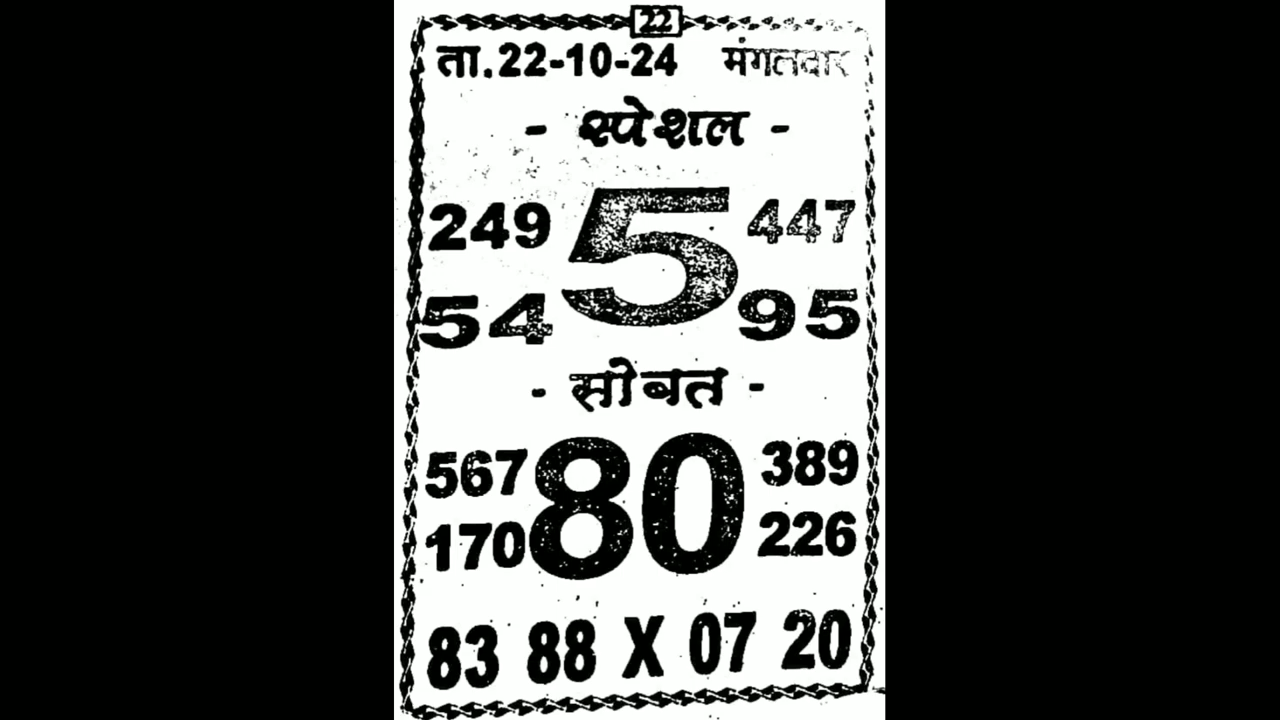 22
ता.22-10-24 मंगलवार
- स्पेशल -
249 5 447
54 95
- सोबत -
567 80 389
170 226
83 88 X 07 20